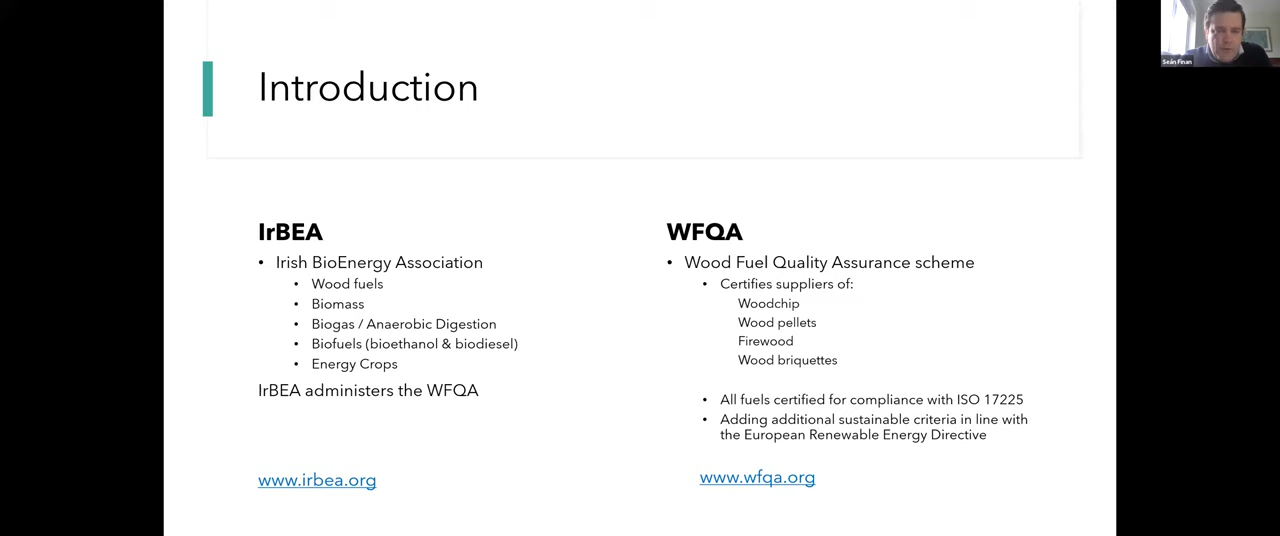 Introduction
IrBEA
• Irish BioEnergy Association
• Wood fuels
• Biomass
• Biogas / Anaerobic Digestion
• Biofuels (bioethanol & biodiesel)
• Energy Crops
IrBEA administers the WFQA
www.irbea.org
WFQA
• Wood Fuel Quality Assurance scheme
• Certifies suppliers of:
Woodchip
Wood pellets
Firewood
Wood briquettes
• All fuels certified for compliance with ISO 17225
• Adding additional sustainable criteria in line with
the European Renewable Energy Directive
www.wfqa.org
Seán Finan